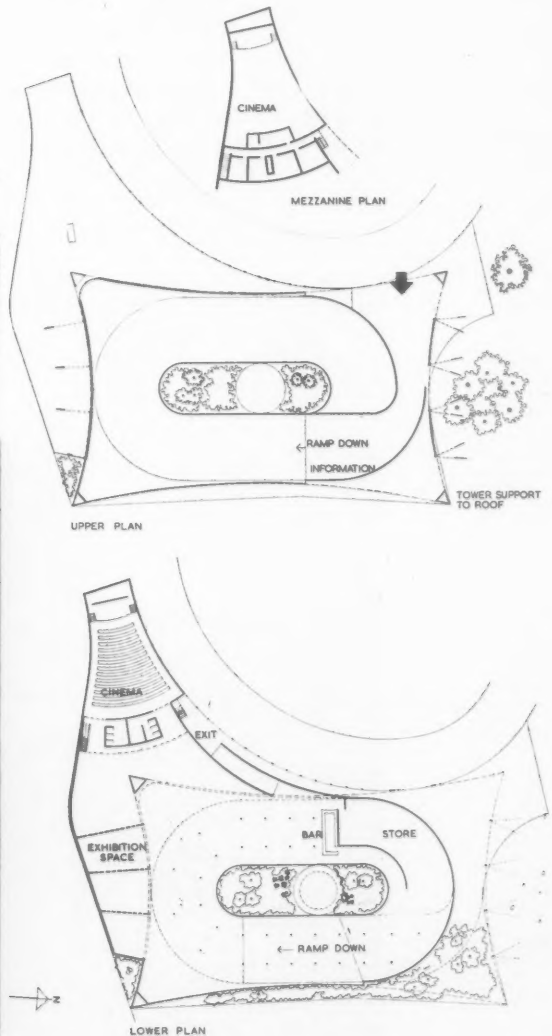 CINEMA
MEZZANINE PLAN
← RAMP DOWN
INFORMATION
TOWER SUPPORT
TO ROOF
UPPER PLAN
CINEMA
EXIT
BAR
STORE
EXHIBITION
SPACE
← RAMP DOWN
N
LOWER PLAN